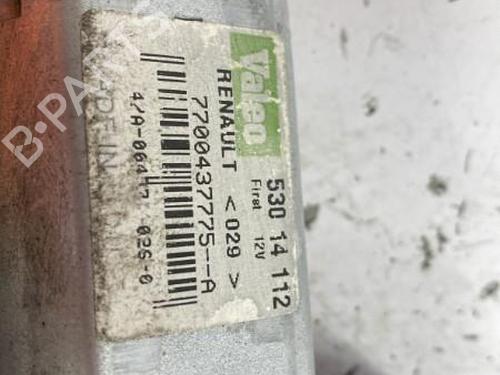 Valeo
530 14 112
First 12V
RENAULT <029>
7700437775--A
B-PARTS